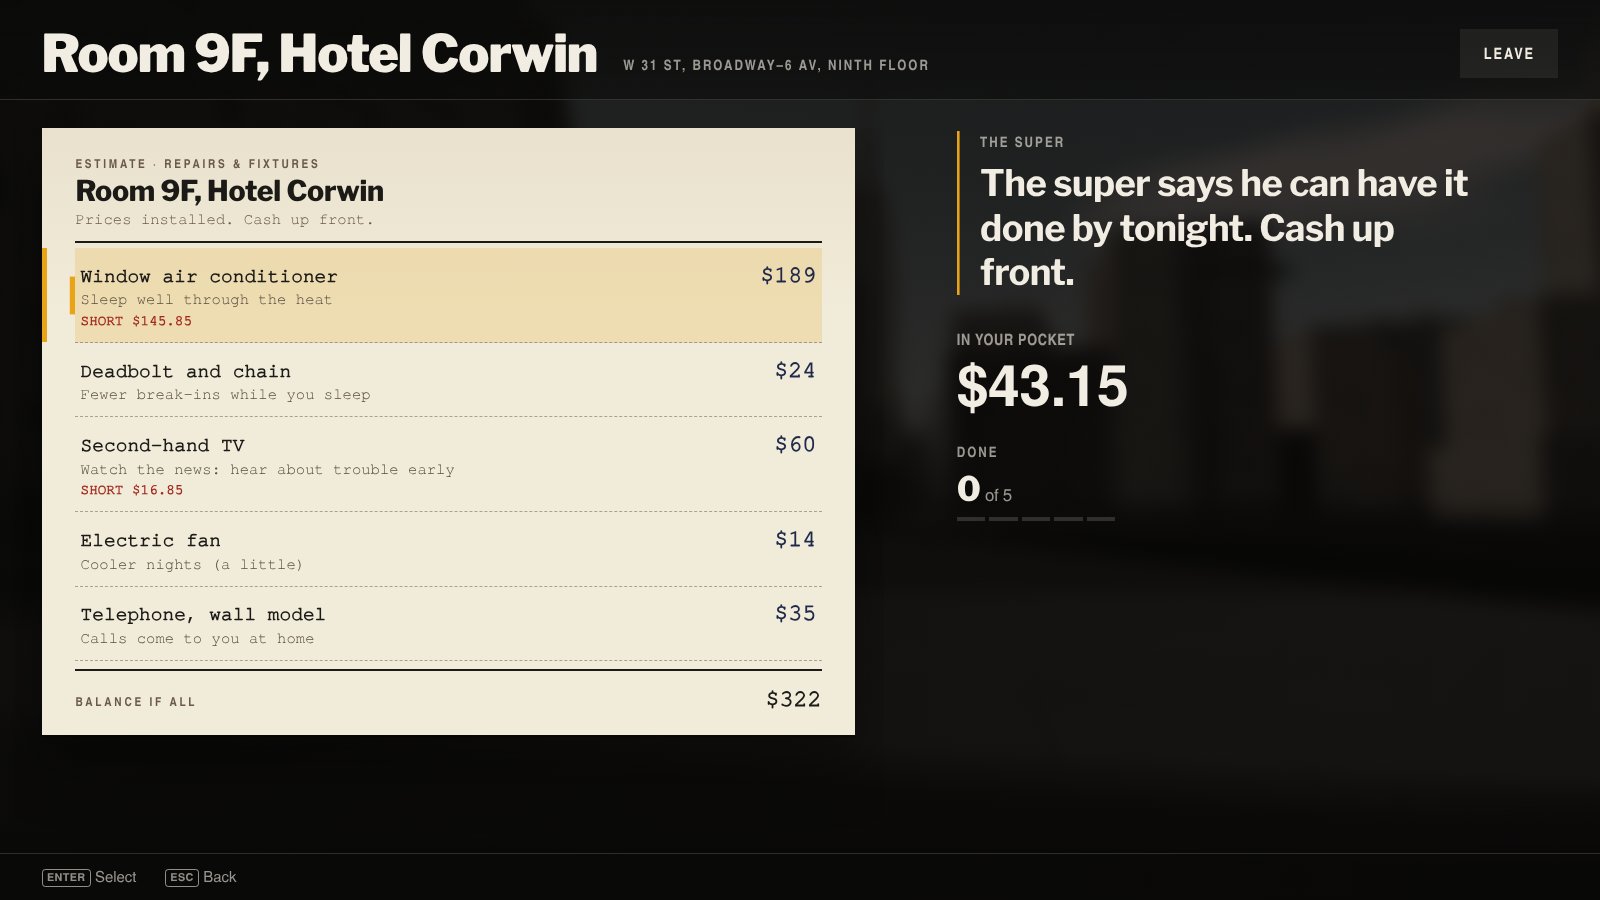 Room 9F, Hotel Corwin
W 31 ST, BROADWAY–6 AV, NINTH FLOOR
LEAVE
ESTIMATE · REPAIRS & FIXTURES
Room 9F, Hotel Corwin
Prices installed. Cash up front.
Window air conditioner $189
Sleep well through the heat
SHORT $145.85
Deadbolt and chain $24
Fewer break-ins while you sleep
Second-hand TV $60
Watch the news: hear about trouble early
SHORT $16.85
Electric fan $14
Cooler nights (a little)
Telephone, wall model $35
Calls come to you at home
BALANCE IF ALL $322
THE SUPER
The super says he can have it
done by tonight. Cash up
front.
IN YOUR POCKET
$43.15
DONE
0 of 5
ENTER Select ESC Back